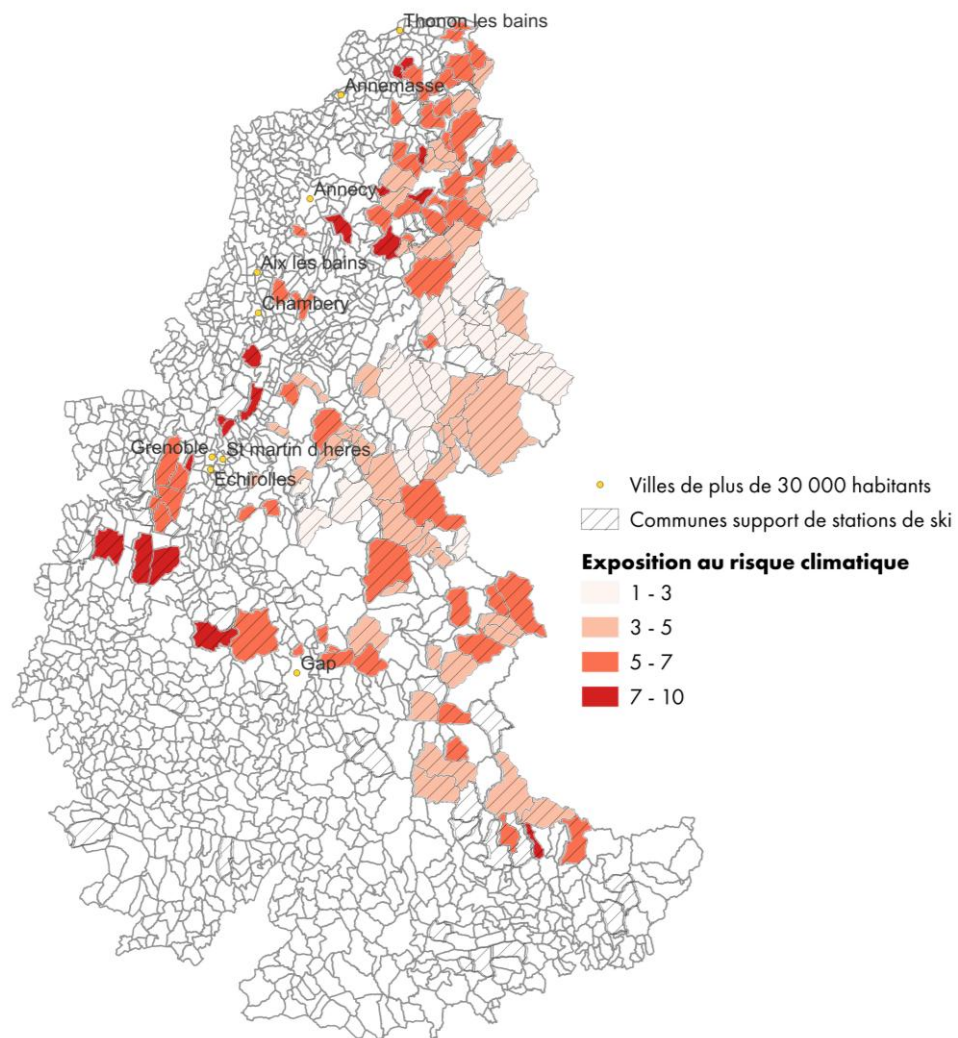 Thonon les bains
Annemasse
Annecy
Aix les bains
Chambery
Grenoble
St martin d heres
Echirolles
Gap
Villes de plus de 30 000 habitants
Communes support de stations de ski
Exposition au risque climatique
1 - 3
3 - 5
5 - 7
7 - 10